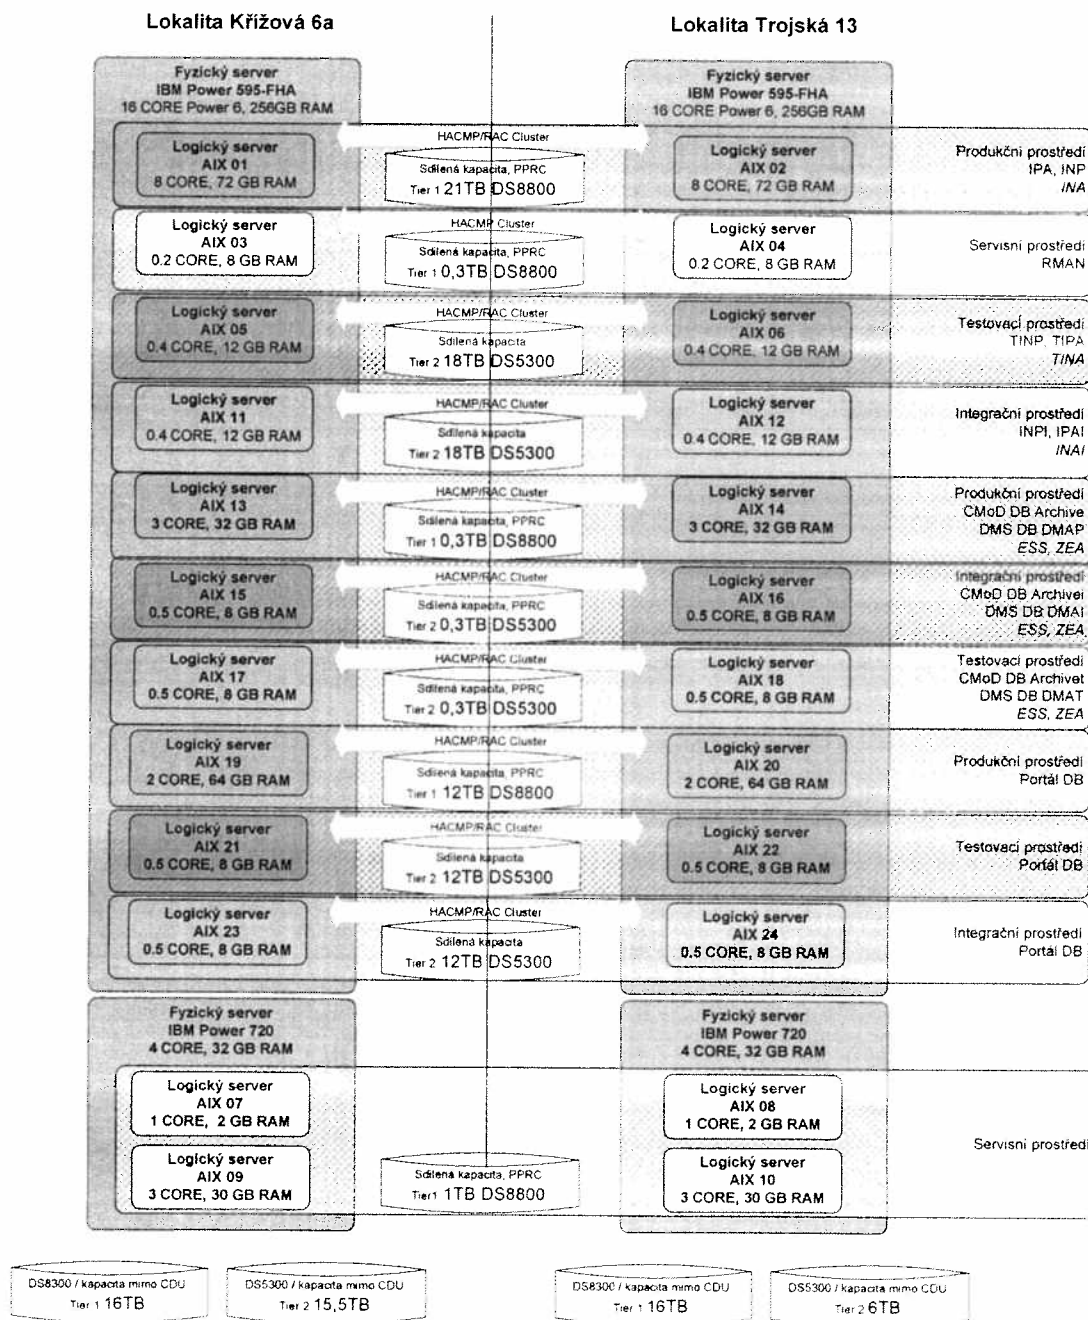 Lokalita Křížová 6a
Lokalita Trojská 13
Fyzický server
IBM Power 595-FHA
16 CORE Power 6, 256GB RAM
Fyzický server
IBM Power 595-FHA
16 CORE Power 6, 256GB RAM
Logický server
AIX 01
8 CORE, 72 GB RAM
HACMP/RAC Cluster
Sdílená kapacita, PPRC
Tier 1 21TB DS8800
Logický server
AIX 02
8 CORE, 72 GB RAM
Produkční prostředí
IPA, INP
INA
Logický server
AIX 03
0.2 CORE, 8 GB RAM
HACMP Cluster
Sdílená kapacita, PPRC
Tier 1 0,3TB DS8800
Logický server
AIX 04
0.2 CORE, 8 GB RAM
Servisní prostředí
RMAN
Logický server
AIX 05
0.4 CORE, 12 GB RAM
HACMP/RAC Cluster
Sdílená kapacita
Tier 2 18TB DS5300
Logický server
AIX 06
0.4 CORE, 12 GB RAM
Testovací prostředí
TINP, TIPA
TINA
Logický server
AIX 11
0.4 CORE, 12 GB RAM
HACMP/RAC Cluster
Sdílená kapacita
Tier 2 18TB DS5300
Logický server
AIX 12
0.4 CORE, 12 GB RAM
Integrační prostředí
INPI, IPAI
INAI
Logický server
AIX 13
3 CORE, 32 GB RAM
HACMP/RAC Cluster
Sdílená kapacita, PPRC
Tier 1 0,3TB DS8800
Logický server
AIX 14
3 CORE, 32 GB RAM
Produkční prostředí
CMoD DB Archive
DMS DB DMAP
ESS, ZEA
Logický server
AIX 15
0.5 CORE, 8 GB RAM
HACMP/RAC Cluster
Sdílená kapacita, PPRC
Tier 2 0,3TB DS5300
Logický server
AIX 16
0.5 CORE, 8 GB RAM
Integrační prostředí
CMoD DB Archivei
DMS DB DMAI
ESS, ZEA
Logický server
AIX 17
0.5 CORE, 8 GB RAM
HACMP/RAC Cluster
Sdílená kapacita, PPRC
Tier 2 0,3TB DS5300
Logický server
AIX 18
0.5 CORE, 8 GB RAM
Testovací prostředí
CMoD DB Archivet
DMS DB DMAT
ESS, ZEA
Logický server
AIX 19
2 CORE, 64 GB RAM
HACMP/RAC Cluster
Sdílená kapacita, PPRC
Tier 1 12TB DS8800
Logický server
AIX 20
2 CORE, 64 GB RAM
Produkční prostředí
Portál DB
Logický server
AIX 21
0.5 CORE, 8 GB RAM
HACMP/RAC Cluster
Sdílená kapacita
Tier 2 12TB DS5300
Logický server
AIX 22
0.5 CORE, 8 GB RAM
Testovací prostředí
Portál DB
Logický server
AIX 23
0.5 CORE, 8 GB RAM
HACMP/RAC Cluster
Sdílená kapacita
Tier 2 12TB DS5300
Logický server
AIX 24
0.5 CORE, 8 GB RAM
Integrační prostředí
Portál DB
Fyzický server
IBM Power 720
4 CORE, 32 GB RAM
Fyzický server
IBM Power 720
4 CORE, 32 GB RAM
Logický server
AIX 07
1 CORE, 2 GB RAM
Logický server
AIX 08
1 CORE, 2 GB RAM
Servisní prostředí
Logický server
AIX 09
3 CORE, 30 GB RAM
Sdílená kapacita, PPRC
Tier1 1TB DS8800
Logický server
AIX 10
3 CORE, 30 GB RAM
DS8300 / kapacita mimo CDU
Tier 1 16TB
DS5300 / kapacita mimo CDU
Tier 2 15,5TB
DS8300 / kapacita mimo CDU
Tier 1 16TB
DS5300 / kapacita mimo CDU
Tier 2 6TB